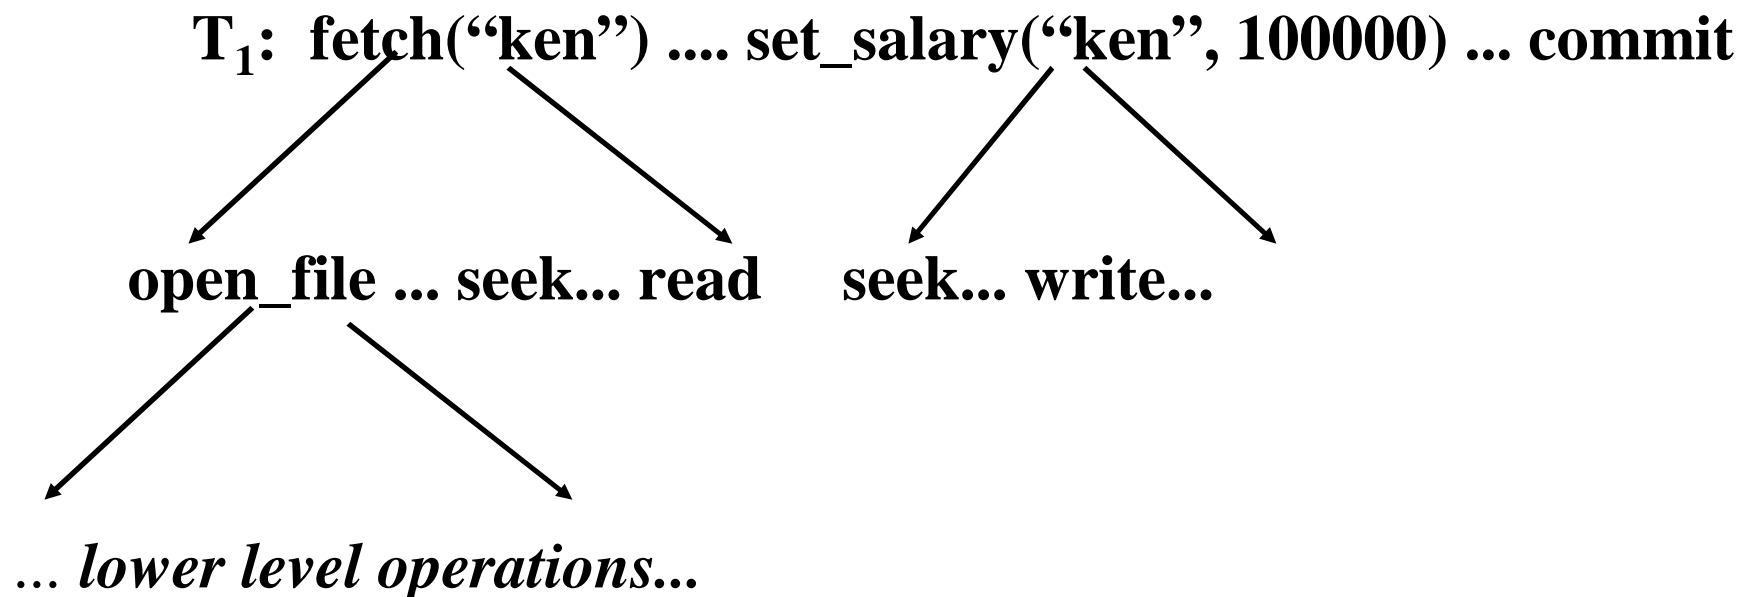 T₁: fetch(“ken”) .... set_salary(“ken”, 100000) ... commit
open_file ... seek... read seek... write...
... lower level operations...